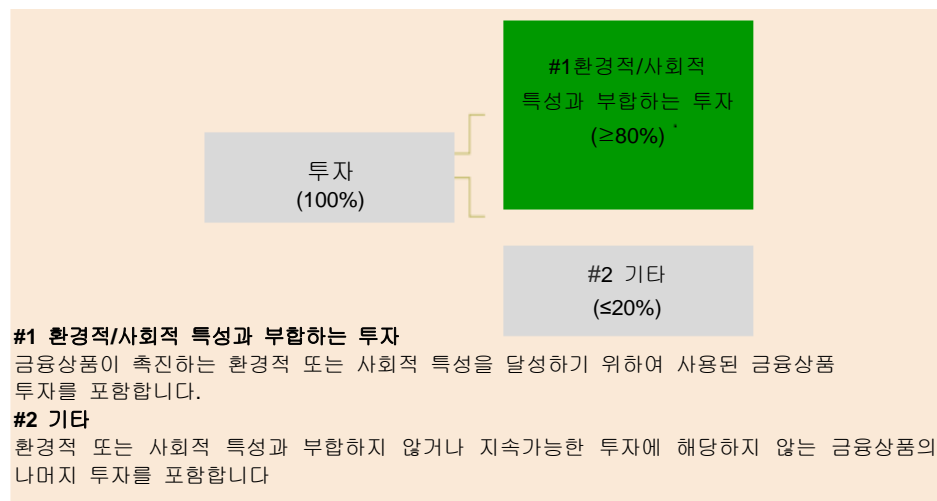 #1환경적/사회적
특성과 부합하는 투자
(≥80%) *
투자
(100%)
#2 기타
(≤20%)
#1 환경적/사회적 특성과 부합하는 투자
금융상품이 촉진하는 환경적 또는 사회적 특성을 달성하기 위하여 사용된 금융상품
투자를 포함합니다.
#2 기타
환경적 또는 사회적 특성과 부합하지 않거나 지속가능한 투자에 해당하지 않는 금융상품의
나머지 투자를 포함합니다